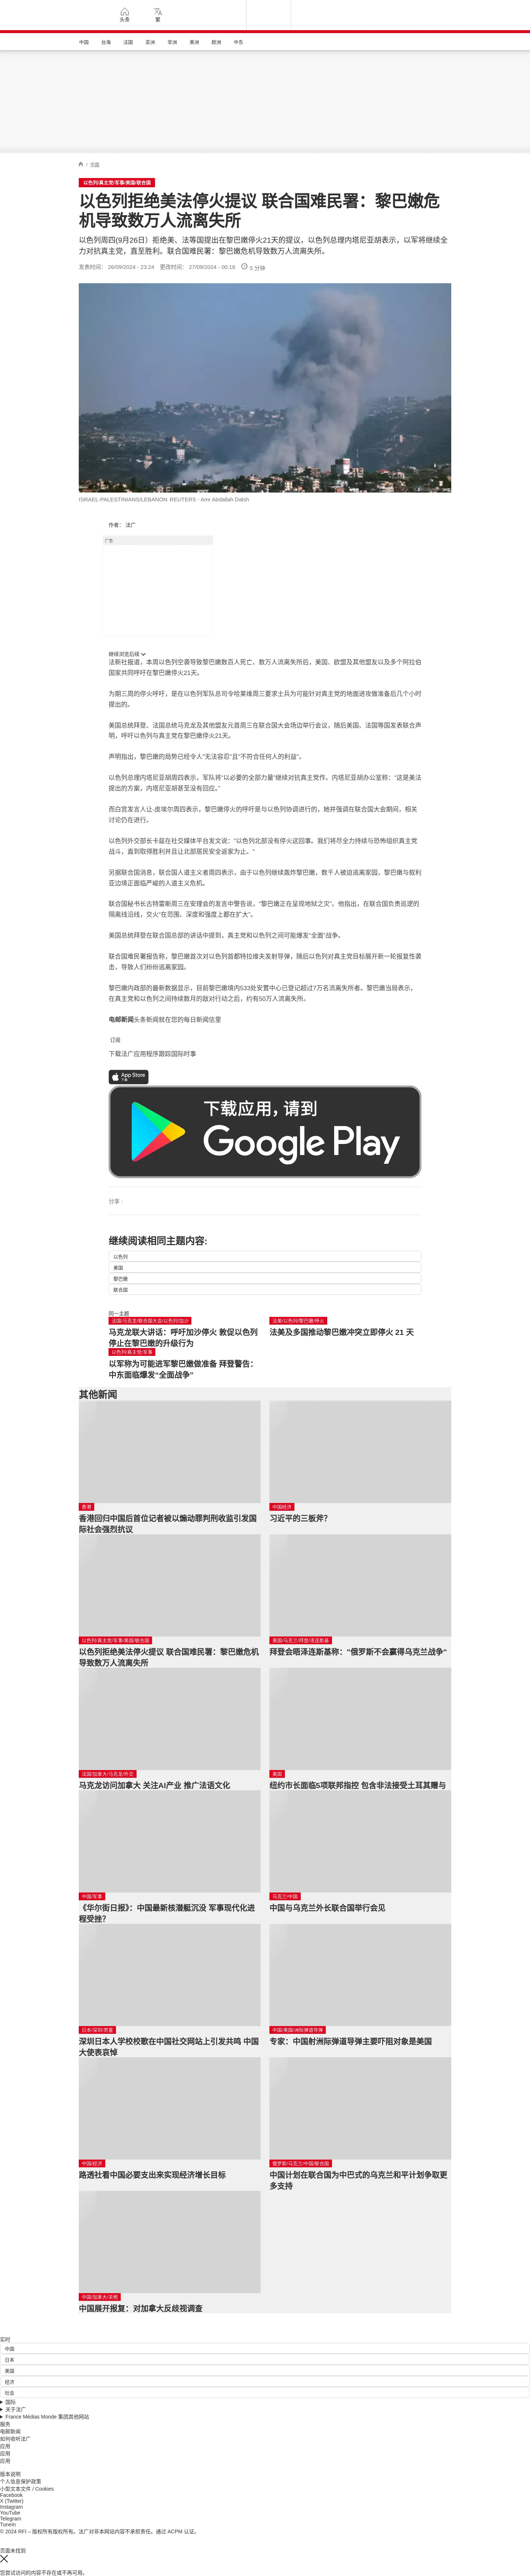 头条
繁
中国
台海
法国
亚洲
非洲
美洲
欧洲
中东
/ 中国
以色列/真主党/军事/美国/联合国
以色列拒绝美法停火提议 联合国难民署：黎巴嫩危
机导致数万人流离失所
以色列周四(9月26日）拒绝美、法等国提出在黎巴嫩停火21天的提议，以色列总理内塔尼亚胡表示，以军将继续全
力对抗真主党，直至胜利。联合国难民署：黎巴嫩危机导致数万人流离失所。
发表时间： 26/09/2024 - 23:24 更改时间： 27/09/2024 - 00:16 5 分钟
ISRAEL-PALESTINIANS/LEBANON REUTERS - Amr Abdallah Dalsh
作者： 法广
广告
继续浏览后续
法新社报道，本周以色列空袭导致黎巴嫩数百人死亡、数万人流离失所后，美国、欧盟及其他盟友以及多个阿拉伯
国家共同呼吁在黎巴嫩停火21天。
为期三周的停火呼吁，是在以色列军队总司令哈莱维周三要求士兵为可能针对真主党的地面进攻做准备后几个小时
提出的。
美国总统拜登、法国总统马克龙及其他盟友元首周三在联合国大会场边举行会议，随后美国、法国等国发表联合声
明，呼吁以色列与真主党在黎巴嫩停火21天。
声明指出，黎巴嫩的局势已经令人"无法容忍"且"不符合任何人的利益"。
以色列总理内塔尼亚胡周四表示，军队将"以必要的全部力量"继续对抗真主党作。内塔尼亚胡办公室称："这是美法
提出的方案，内塔尼亚胡甚至没有回应。"
而白宫发言人让-皮埃尔周四表示，黎巴嫩停火的呼吁是与以色列协调进行的，她并强调在联合国大会期间，相关
讨论仍在进行。
以色列外交部长卡兹在社交媒体平台发文说："以色列北部没有停火这回事。我们将尽全力持续与恐怖组织真主党
战斗，直到取得胜利并且让北部居民安全返家为止。"
另据联合国消息，联合国人道主义者周四表示，由于以色列继续轰炸黎巴嫩，数千人被迫逃离家园，黎巴嫩与叙利
亚边境正面临严峻的人道主义危机。
联合国秘书长古特雷斯周三在安理会的发言中警告说，"黎巴嫩正在呈现地狱之灾"。他指出，在联合国负责巡逻的
隔离线沿线，交火"在范围、深度和强度上都在扩大"。
美国总统拜登在联合国总部的讲话中提到，真主党和以色列之间可能爆发"全面"战争。
联合国难民署报告称，黎巴嫩首次对以色列首都特拉维夫发射导弹，随后以色列对真主党目标展开新一轮报复性袭
击，导致人们纷纷逃离家园。
黎巴嫩内政部的最新数据显示，目前黎巴嫩境内533处安置中心已登记超过7万名流离失所者。黎巴嫩当局表示，
在真主党和以色列之间持续数月的敌对行动之后，约有50万人流离失所。
电邮新闻头条新闻就在您的每日新闻信里
订阅
下载法广应用程序跟踪国际时事
App Store
下载
下载应用，请到
Google Play
分享 :
继续阅读相同主题内容:
以色列
美国
黎巴嫩
联合国
同一主题
法国/马克龙/联合国大会/以色列/加沙
马克龙联大讲话：呼吁加沙停火 敦促以色列
停止在黎巴嫩的升级行为
法美/以色列/黎巴嫩/停火
法美及多国推动黎巴嫩冲突立即停火 21 天
以色列/真主党/军事
以军称为可能进军黎巴嫩做准备 拜登警告：
中东面临爆发"全面战争"
其他新闻
香港
香港回归中国后首位记者被以煽动罪判刑收监引发国
际社会强烈抗议
中国经济
习近平的三板斧？
以色列/真主党/军事/美国/联合国
以色列拒绝美法停火提议 联合国难民署：黎巴嫩危机
导致数万人流离失所
美国/乌克兰/拜登/泽连斯基
拜登会晤泽连斯基称："俄罗斯不会赢得乌克兰战争"
法国/加拿大/马克龙/外交
马克龙访问加拿大 关注AI产业 推广法语文化
美国
纽约市长面临5项联邦指控 包含非法接受土耳其赠与
中国/军事
《华尔街日报》：中国最新核潜艇沉没 军事现代化进
程受挫？
乌克兰/中国
中国与乌克兰外长联合国举行会见
日本/深圳/男童
深圳日本人学校校歌在中国社交网站上引发共鸣 中国
大使表哀悼
中国/美国/洲际弹道导弹
专家：中国射洲际弹道导弹主要吓阻对象是美国
中国/经济
路透社看中国必要支出来实现经济增长目标
俄罗斯/乌克兰/中国/联合国
中国计划在联合国为中巴式的乌克兰和平计划争取更
多支持
中国/加拿大/关税
中国展开报复：对加拿大反歧视调查
实时
中国
日本
美国
经济
社会
国际
关于法广
France Médias Monde 集团其他网站
服务
电邮新闻
如何收听法广
应用
应用
应用
版本说明
个人信息保护政策
小型文本文件 / Cookies
Facebook
X (Twitter)
Instagram
YouTube
Telegram
TuneIn
© 2024 RFI – 版权所有版权所有。法广对非本网站内容不承担责任。通过 ACPM 认证。
页面未找到
您尝试访问的内容不存在或不再可用。